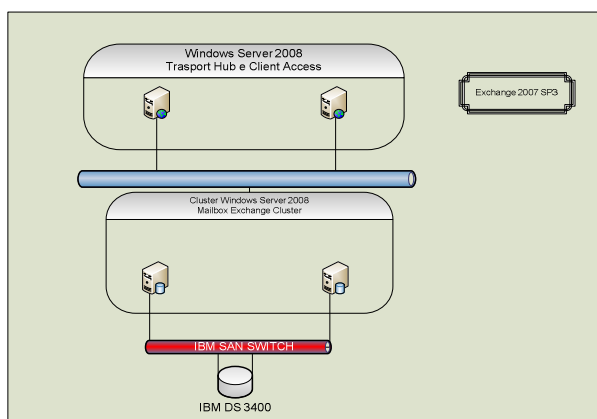 Windows Server 2008
Trasport Hub e Client Access
Exchange 2007 SP3
Cluster Windows Server 2008
Mailbox Exchange Cluster
IBM SAN SWITCH
IBM DS 3400